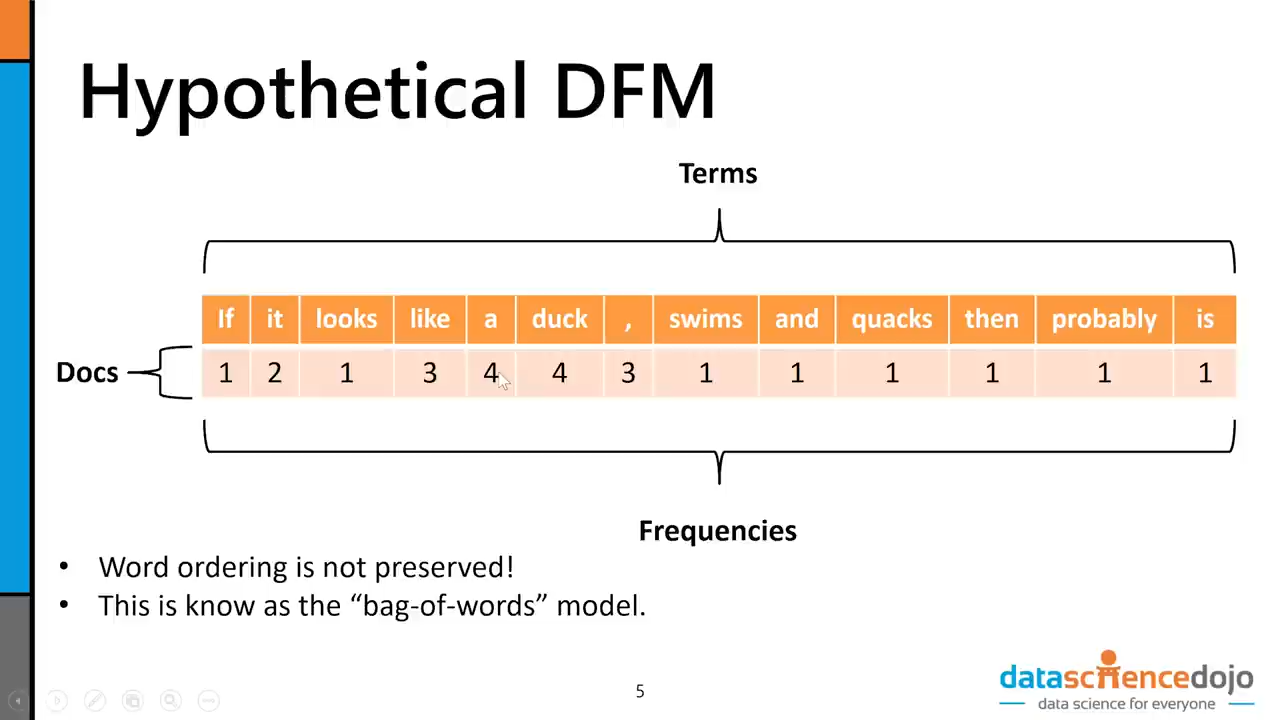 Hypothetical DFM
Terms
If it looks like a duck , swims and quacks then probably is
Docs 1 2 1 3 4 4 3 1 1 1 1 1 1
Frequencies
• Word ordering is not preserved!
• This is know as the “bag-of-words” model.
5
datasciencedojo
data science for everyone